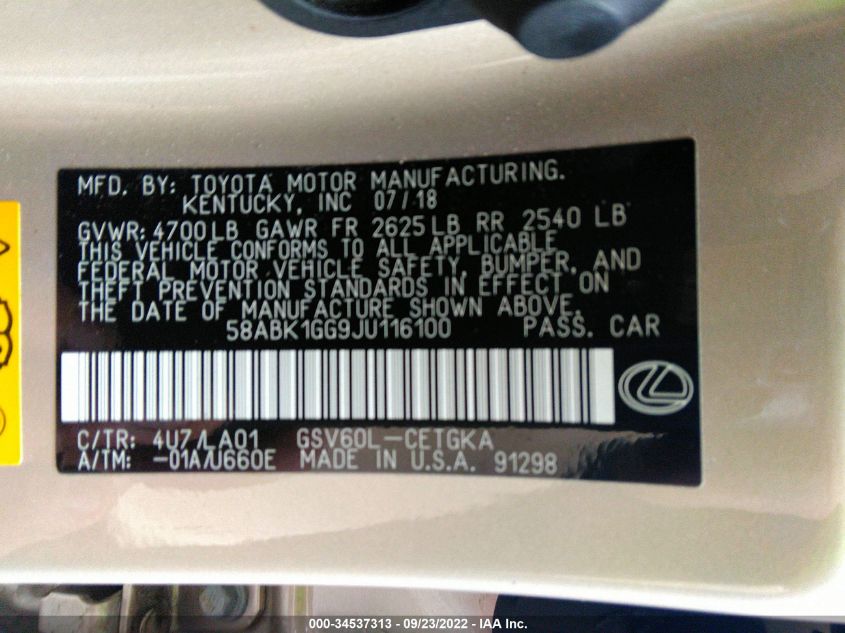 MFD. BY: TOYOTA MOTOR MANUFACTURING.
KENTUCKY, INC 07/18
GVWR: 4700LB GAWR FR 2625LB RR 2540 LB
THIS VEHICLE CONFORMS TO ALL APPLICABLE
FEDERAL MOTOR VEHICLE SAFETY, BUMPER, AND
THEFT PREVENTION STANDARDS IN EFFECT ON
THE DATE OF MANUFACTURE SHOWN ABOVE.
58ABK1GG9JU116100 PASS. CAR
C/TR: 4U7/LA01 GSV60L-CETGKA
A/TM: -01A/U660E MADE IN U.S.A. 91298
000-34537313 - 09/23/2022 - IAA Inc.